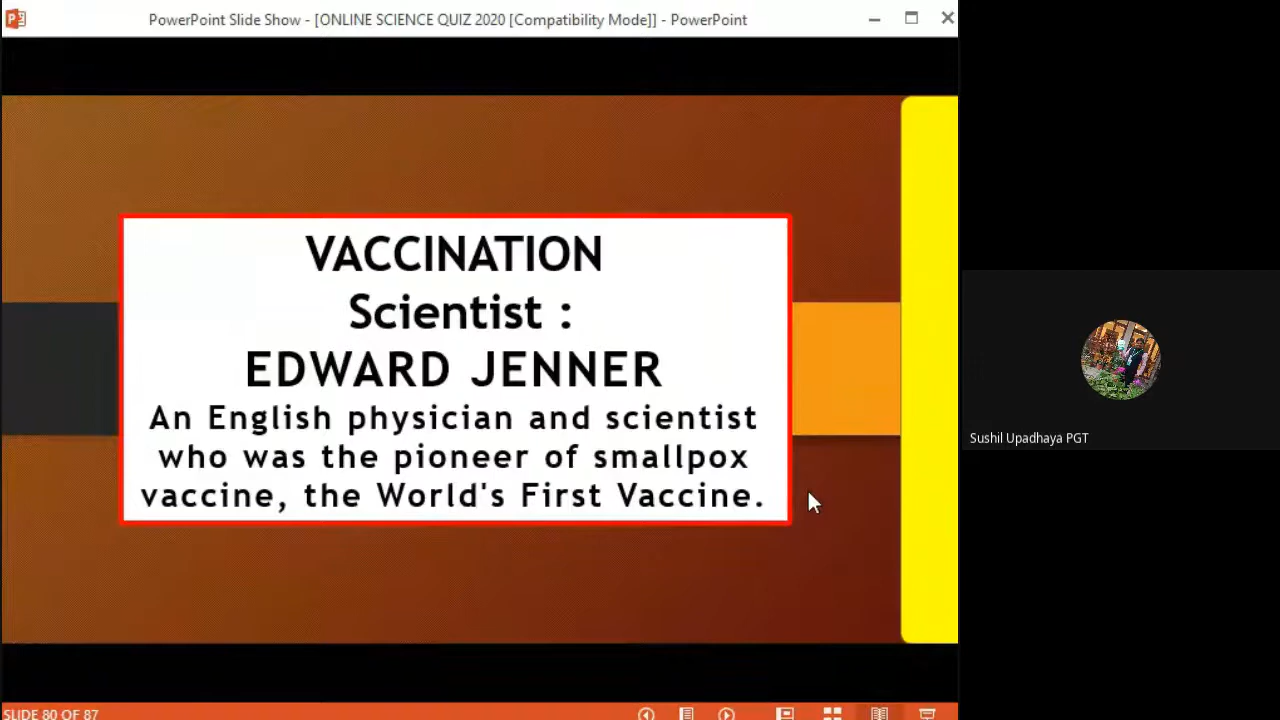 PowerPoint Slide Show - [ONLINE SCIENCE QUIZ 2020 [Compatibility Mode]] - PowerPoint
VACCINATION
Scientist :
EDWARD JENNER
An English physician and scientist
who was the pioneer of smallpox
vaccine, the World's First Vaccine.
Sushil Upadhaya PGT
SLIDE 80 OF 87